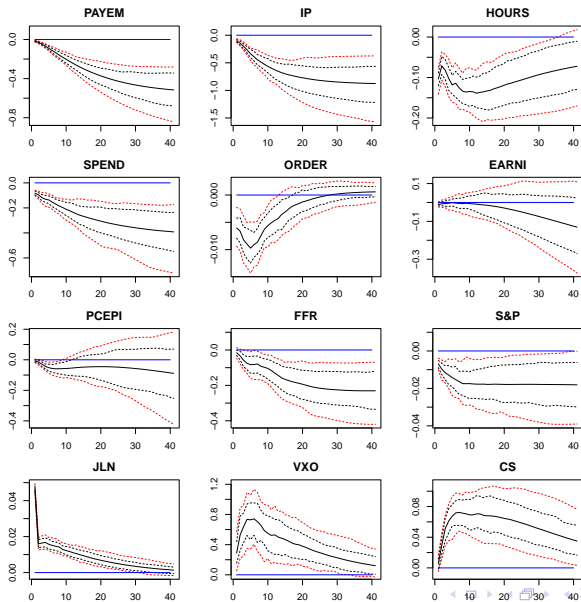 PAYEM IP HOURS
0.0 -0.4 -0.8
0.0 -0.5 -1.0 -1.5
0.00 -0.10 -0.20
0 10 20 30 40 0 10 20 30 40 0 10 20 30 40
SPEND ORDER EARNI
0.0 -0.2 -0.6
0.000 -0.010
0.1 -0.1 -0.3
0 10 20 30 40 0 10 20 30 40 0 10 20 30 40
PCEPI FFR S&P
0.2 0.0 -0.2 -0.4
0.0 -0.2 -0.4
0.00 -0.02 -0.04
0 10 20 30 40 0 10 20 30 40 0 10 20 30 40
JLN VXO CS
0.04 0.02 0.00
1.2 0.8 0.4 0.0
0.08 0.04 0.00
0 10 20 30 40 0 10 20 30 40 0 10 20 30 40